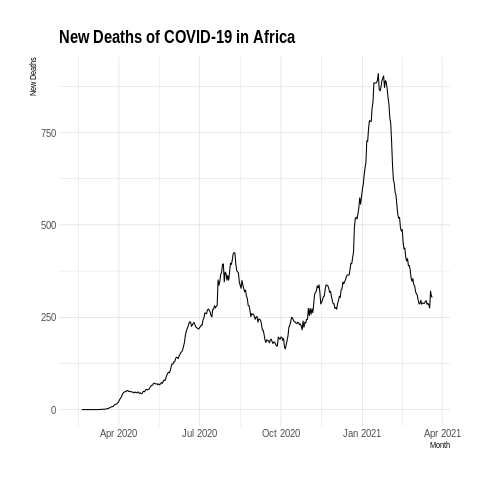 New Deaths of COVID-19 in Africa
New Deaths
750
500
250
0
Apr 2020 Jul 2020 Oct 2020 Jan 2021 Apr 2021
Month